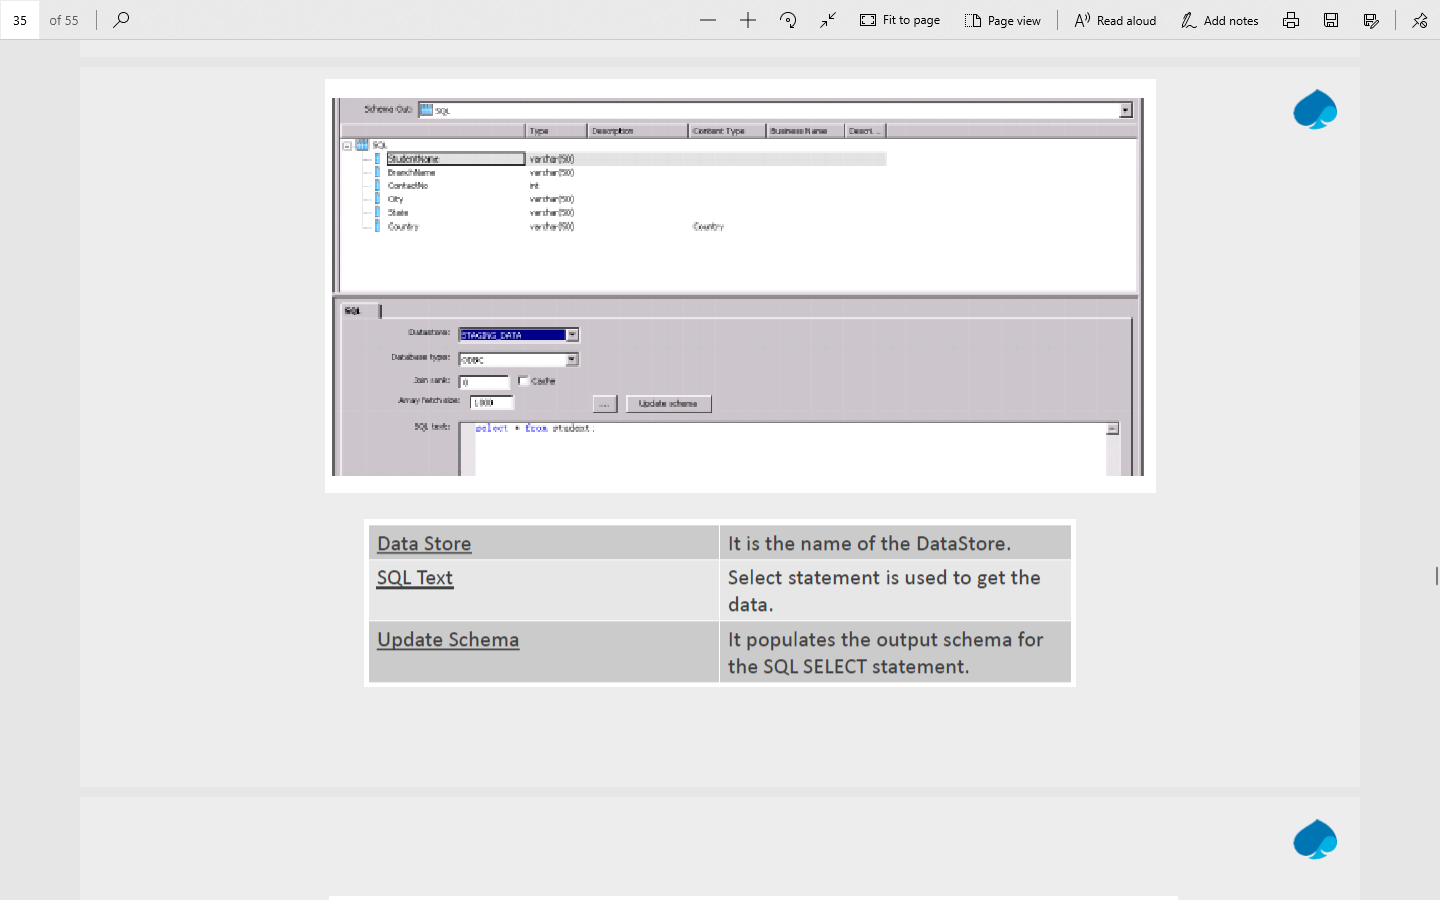 35 of 55 Fit to page Page view Read aloud Add notes
Schema Out: SQL
Type Description Content Type Business Name Descri...
SQL
StudentName varchar(50)
BranchName varchar(50)
ContactNo int
City varchar(50)
State varchar(50)
Country varchar(50) Country
SQL
Datastore: STAGING_DATA
Database type: ODBC
Join rank: 0 Cache
Array fetch size: 1000 .... Update schema
SQL text: select * from student;
Data Store It is the name of the DataStore.
SQL Text Select statement is used to get the
data.
Update Schema It populates the output schema for
the SQL SELECT statement.